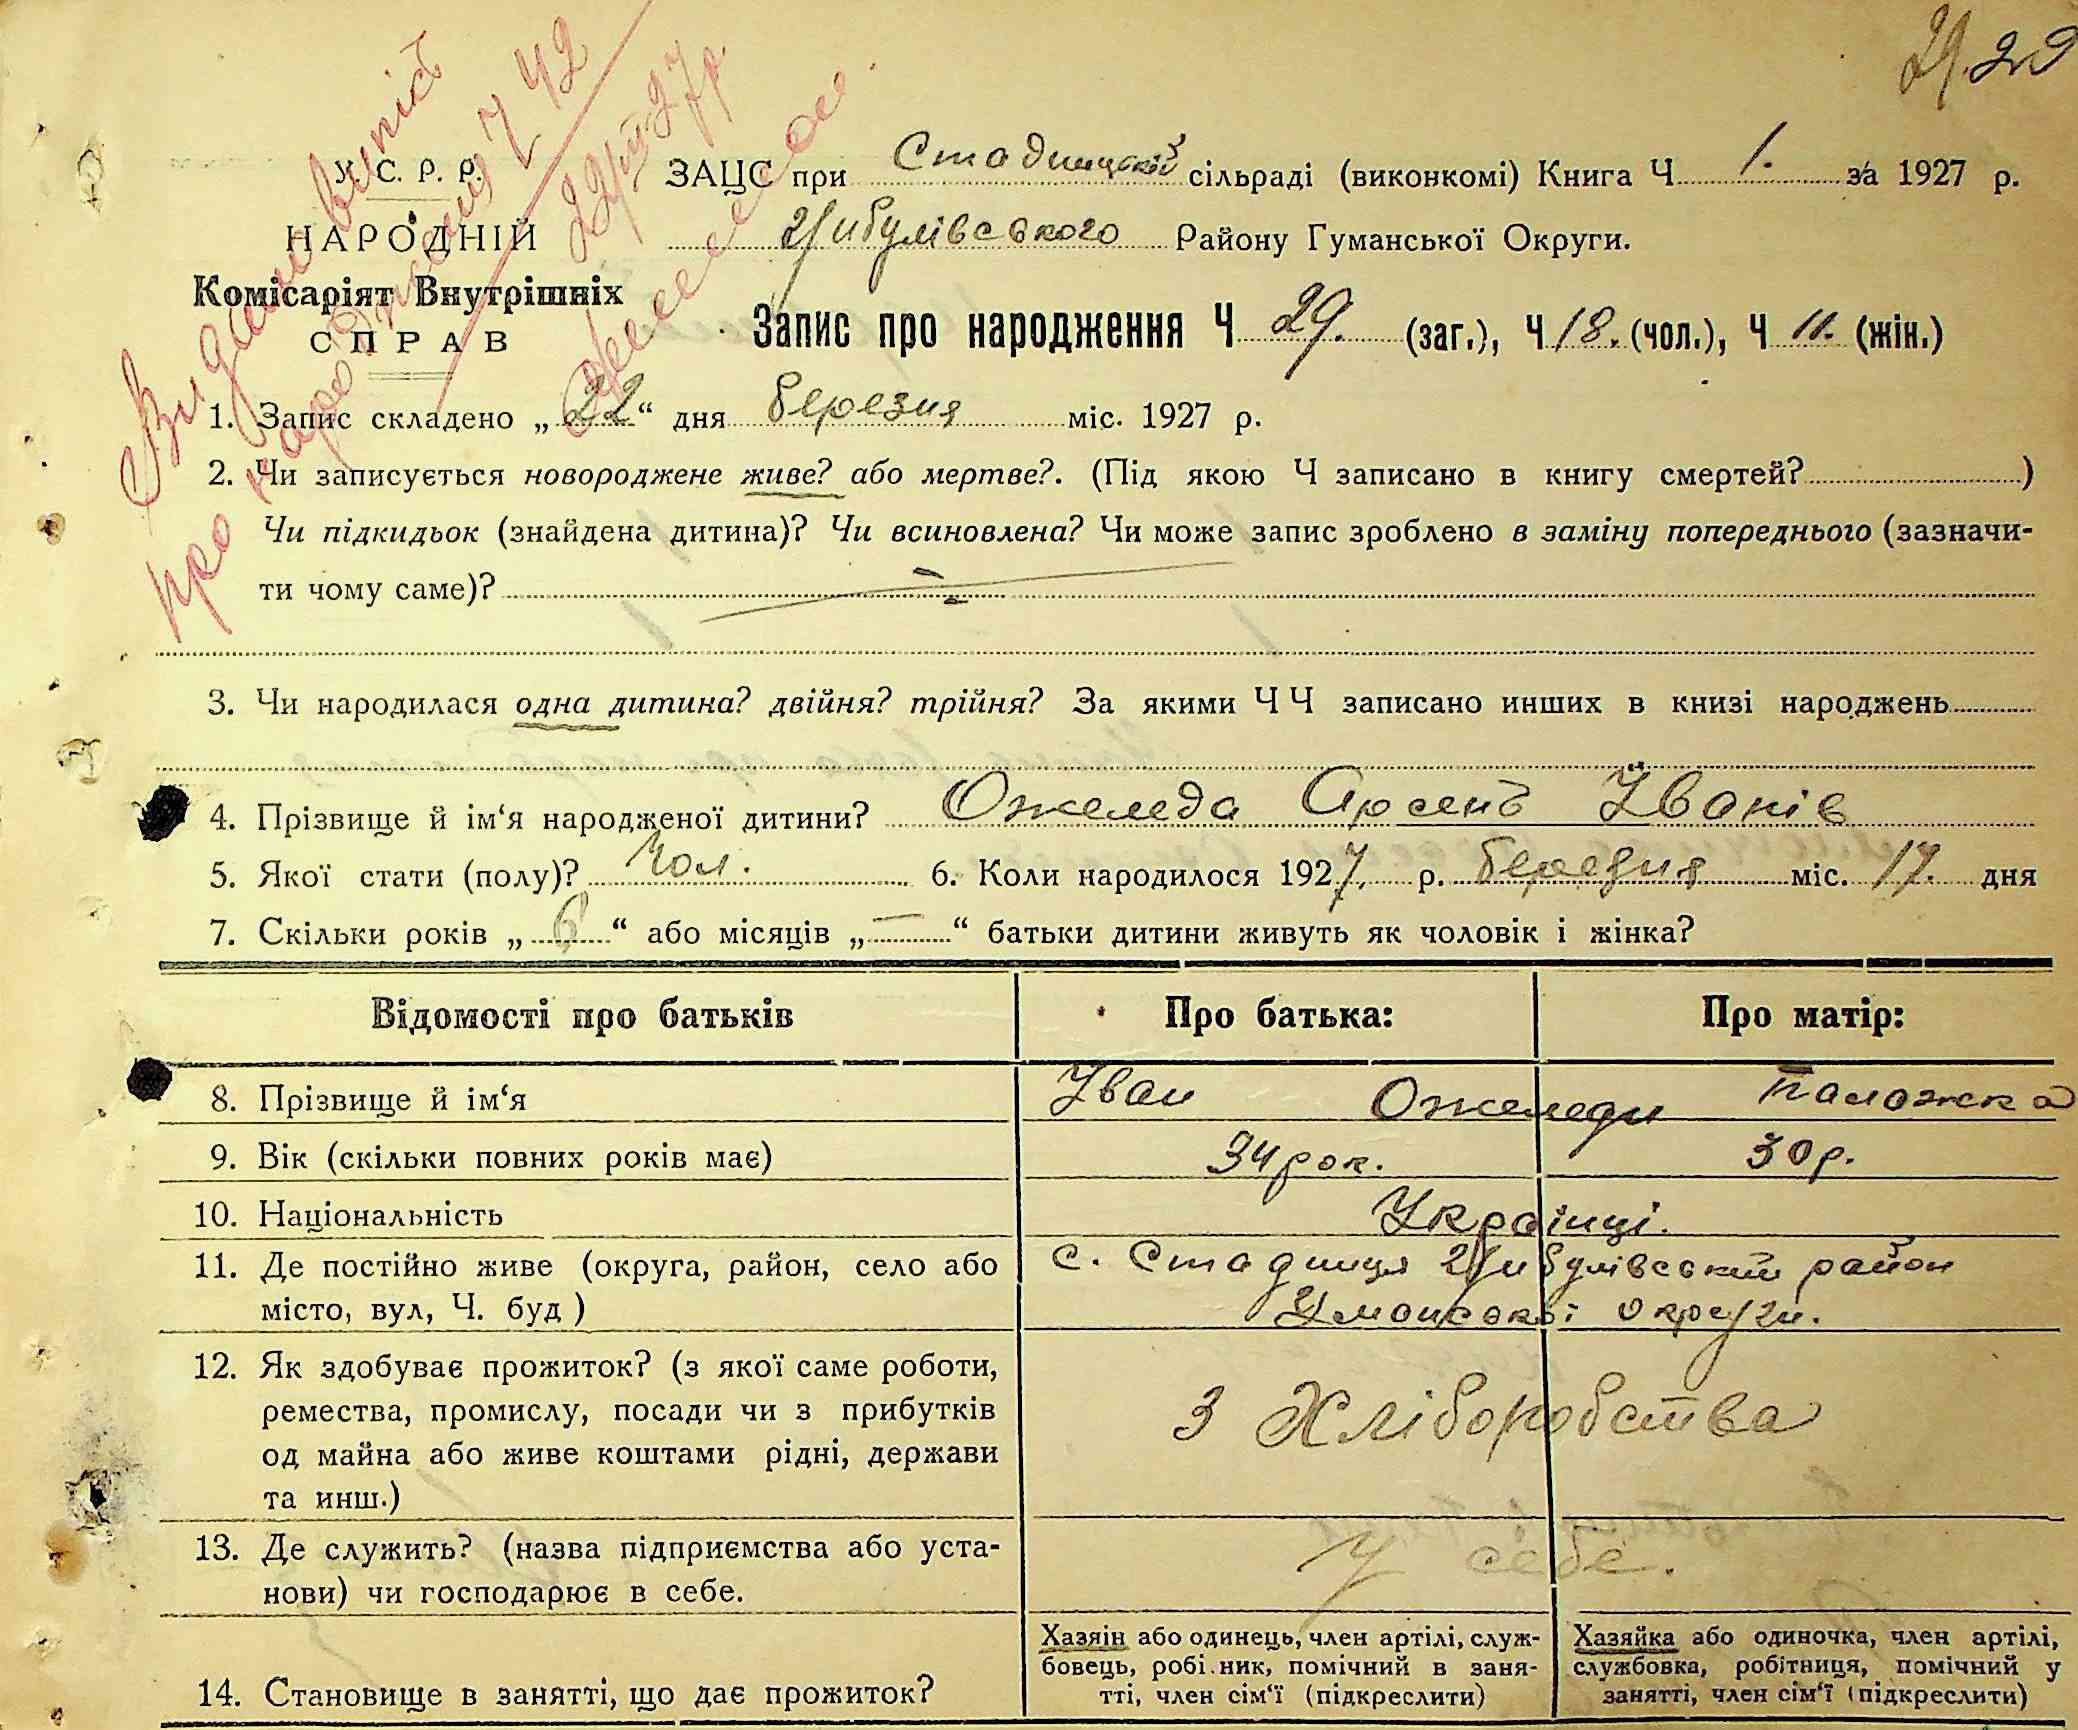 29.
Видано випись
про народження Ч 42
22/III 27 р.
У. С. Р. Р.
НАРОДНІЙ
Комісаріят Внутрішніх
СПРАВ
ЗАЦС при Стадницькій сільраді (виконкомі) Книга Ч 1. за 1927 р.
Цибулівського Району Гуманської Округи.
Запис про народження Ч 29. (заг.), Ч 18. (чол.), Ч 11. (жін.)
1. Запис складено „22“ дня березня міс. 1927 р.
2. Чи записується новороджене живе? або мертве?. (Під якою Ч записано в книгу смертей? )
Чи підкидьок (знайдена дитина)? Чи всиновлена? Чи може запис зроблено в заміну попереднього (зазначи-
ти чому саме)?
3. Чи народилася одна дитина? двійня? трійня? За якими ЧЧ записано инших в книзі народжень
4. Прізвище й ім‘я народженої дитини? Ожеледа Арсень Іванів
5. Якої стати (полу)? Чол. 6. Коли народилося 1927. р. березня міс. 17. дня
7. Скільки років „6“ або місяців „—“ батьки дитини живуть як чоловік і жінка?
Відомості про батьків Про батька: Про матір:
8. Прізвище й ім‘я Іван Ожеледи Палажка
9. Вік (скільки повних років має) 34 рок. 30 р.
10. Національність Українці.
11. Де постійно живе (округа, район, село або с. Стадниця Цибулівський район
місто, вул, Ч. буд ) Уманської округи.
12. Як здобуває прожиток? (з якої саме роботи,
ремества, промислу, посади чи з прибутків З Хліборобства
од майна або живе коштами рідні, держави
та инш.)
13. Де служить? (назва підприємства або уста- У себе.
нови) чи господарює в себе.
14. Становище в занятті, що дає прожиток?
Хазяїн або одинець, член артілі, служ-
бовець, робі.ник, помічний в заня-
тті, член сім‘ї (підкреслити)
Хазяйка або одиночка, член артілі,
службовка, робітниця, помічний у
занятті, член сім‘ї (підкреслити)